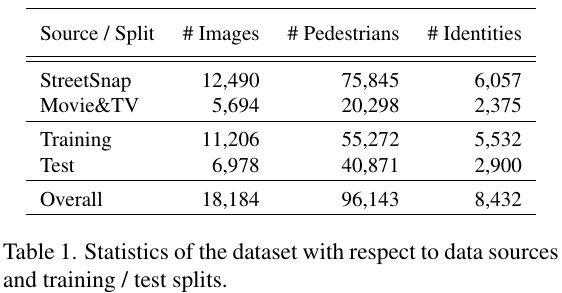 Source / Split # Images # Pedestrians # Identities
StreetSnap 12,490 75,845 6,057
Movie&TV 5,694 20,298 2,375
Training 11,206 55,272 5,532
Test 6,978 40,871 2,900
Overall 18,184 96,143 8,432
Table 1. Statistics of the dataset with respect to data sources
and training / test splits.